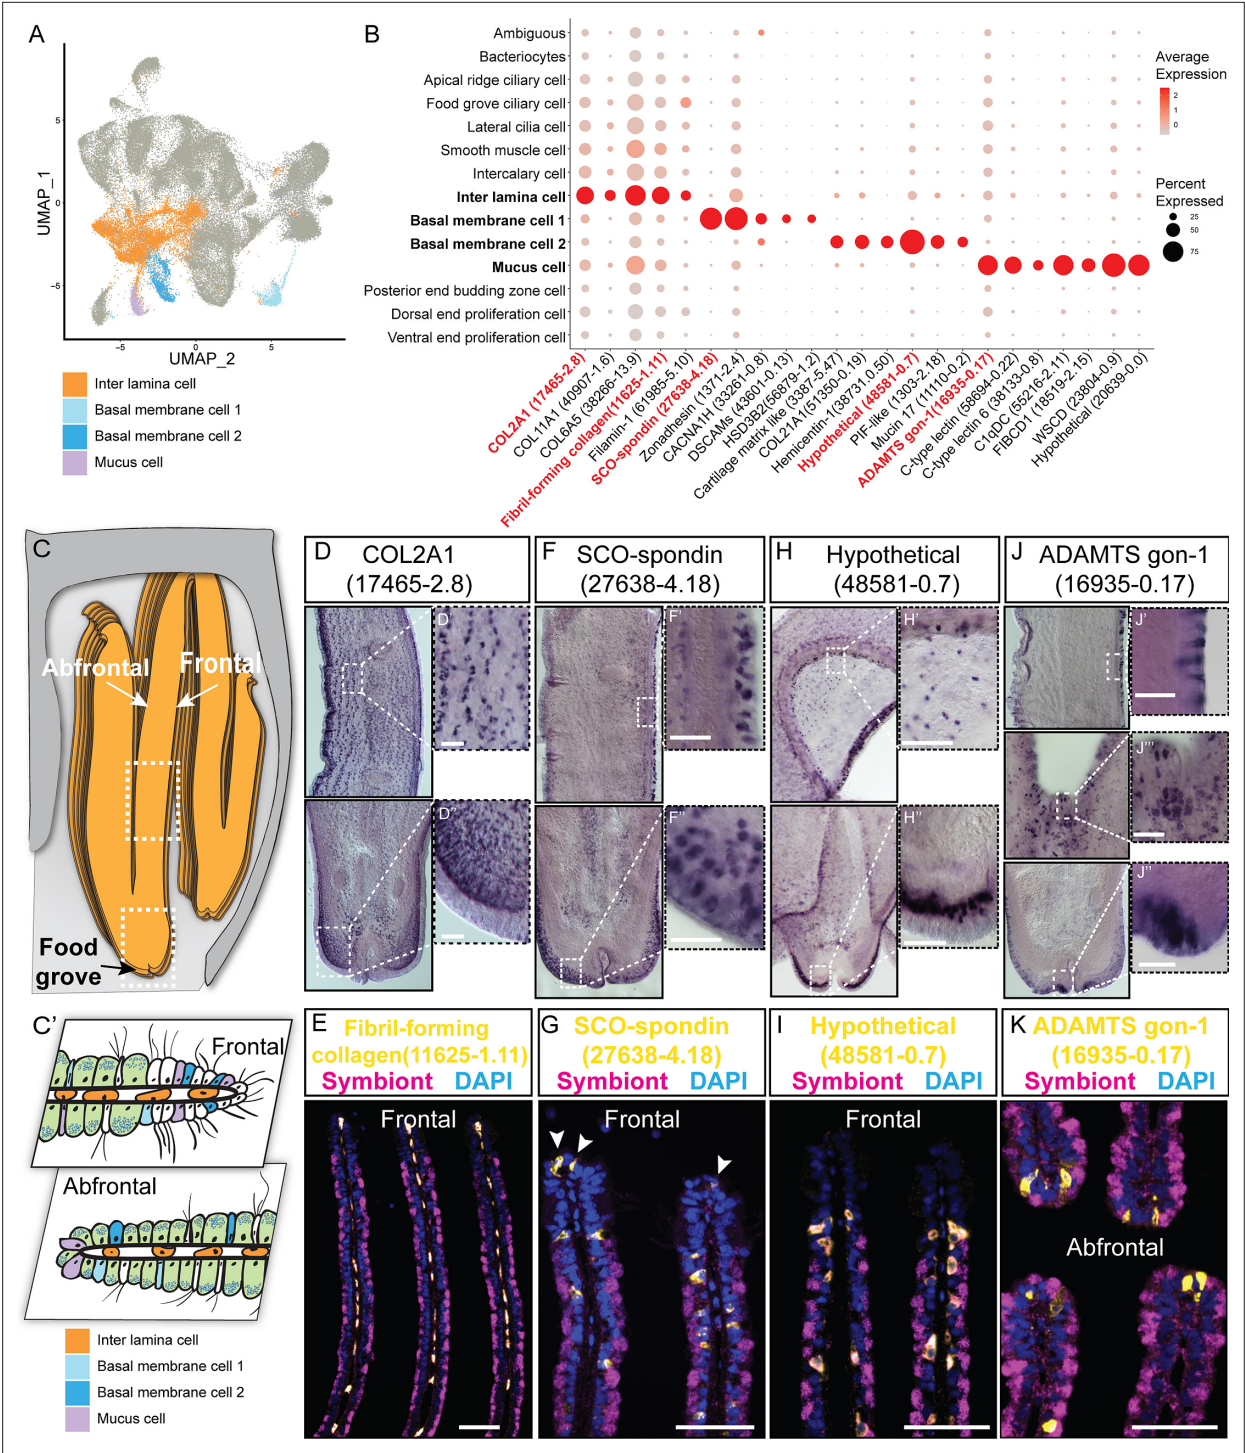 A
UMAP_1
5
0
−5
−5
0
5
UMAP_2
Inter lamina cell
Basal membrane cell 1
Basal membrane cell 2
Mucus cell
B
Ambiguous
Bacteriocytes
Apical ridge ciliary cell
Food grove ciliary cell
Lateral cilia cell
Smooth muscle cell
Intercalary cell
Inter lamina cell
Basal membrane cell 1
Basal membrane cell 2
Mucus cell
Posterior end budding zone cell
Dorsal end proliferation cell
Ventral end proliferation cell
COL2A1 (17465-2.8)
COL11A1 (40907-1.6)
COL6A5 (38266-13.9)
Fibril-forming collagen(11625-1.11)
Filamin-1 (61985-5.10)
SCO-spondin (27638-4.18)
Zonadhesin (1371-2.4)
CACNA1H (33261-0.8)
DSCAMs (43601-0.13)
HSD3B2(56879-1.2)
Cartilage matrix like (3387-5.47)
COL21A1(51350-0.19)
Hemicentin-1(38731-0.50)
Hypothetical (48581-0.7)
PIF-like (1303-2.18)
Mucin 17 (11110-0.2)
ADAMTS gon-1(16935-0.17)
C-type lectin (58694-0.22)
C-type lectin 6 (38133-0.8)
C1qDC (55216-2.11)
FIBCD1 (18519-2.15)
WSCD (23804-0.9)
Hypothetical (20639-0.0)
Average
Expression
2
1
0
Percent
Expressed
25
50
75
C
Abfrontal
Frontal
Food
grove
C'
Frontal
Abfrontal
Inter lamina cell
Basal membrane cell 1
Basal membrane cell 2
Mucus cell
D
COL2A1
(17465-2.8)
D'
D''
F
SCO-spondin
(27638-4.18)
F'
F''
H
Hypothetical
(48581-0.7)
H'
H''
J
ADAMTS gon-1
(16935-0.17)
J'
J'''
J''
E
Fibril-forming
collagen(11625-1.11)
Symbiont DAPI
Frontal
G
SCO-spondin
(27638-4.18)
Symbiont DAPI
Frontal
I
Hypothetical
(48581-0.7)
Symbiont DAPI
Frontal
K
ADAMTS gon-1
(16935-0.17)
Symbiont DAPI
Abfrontal